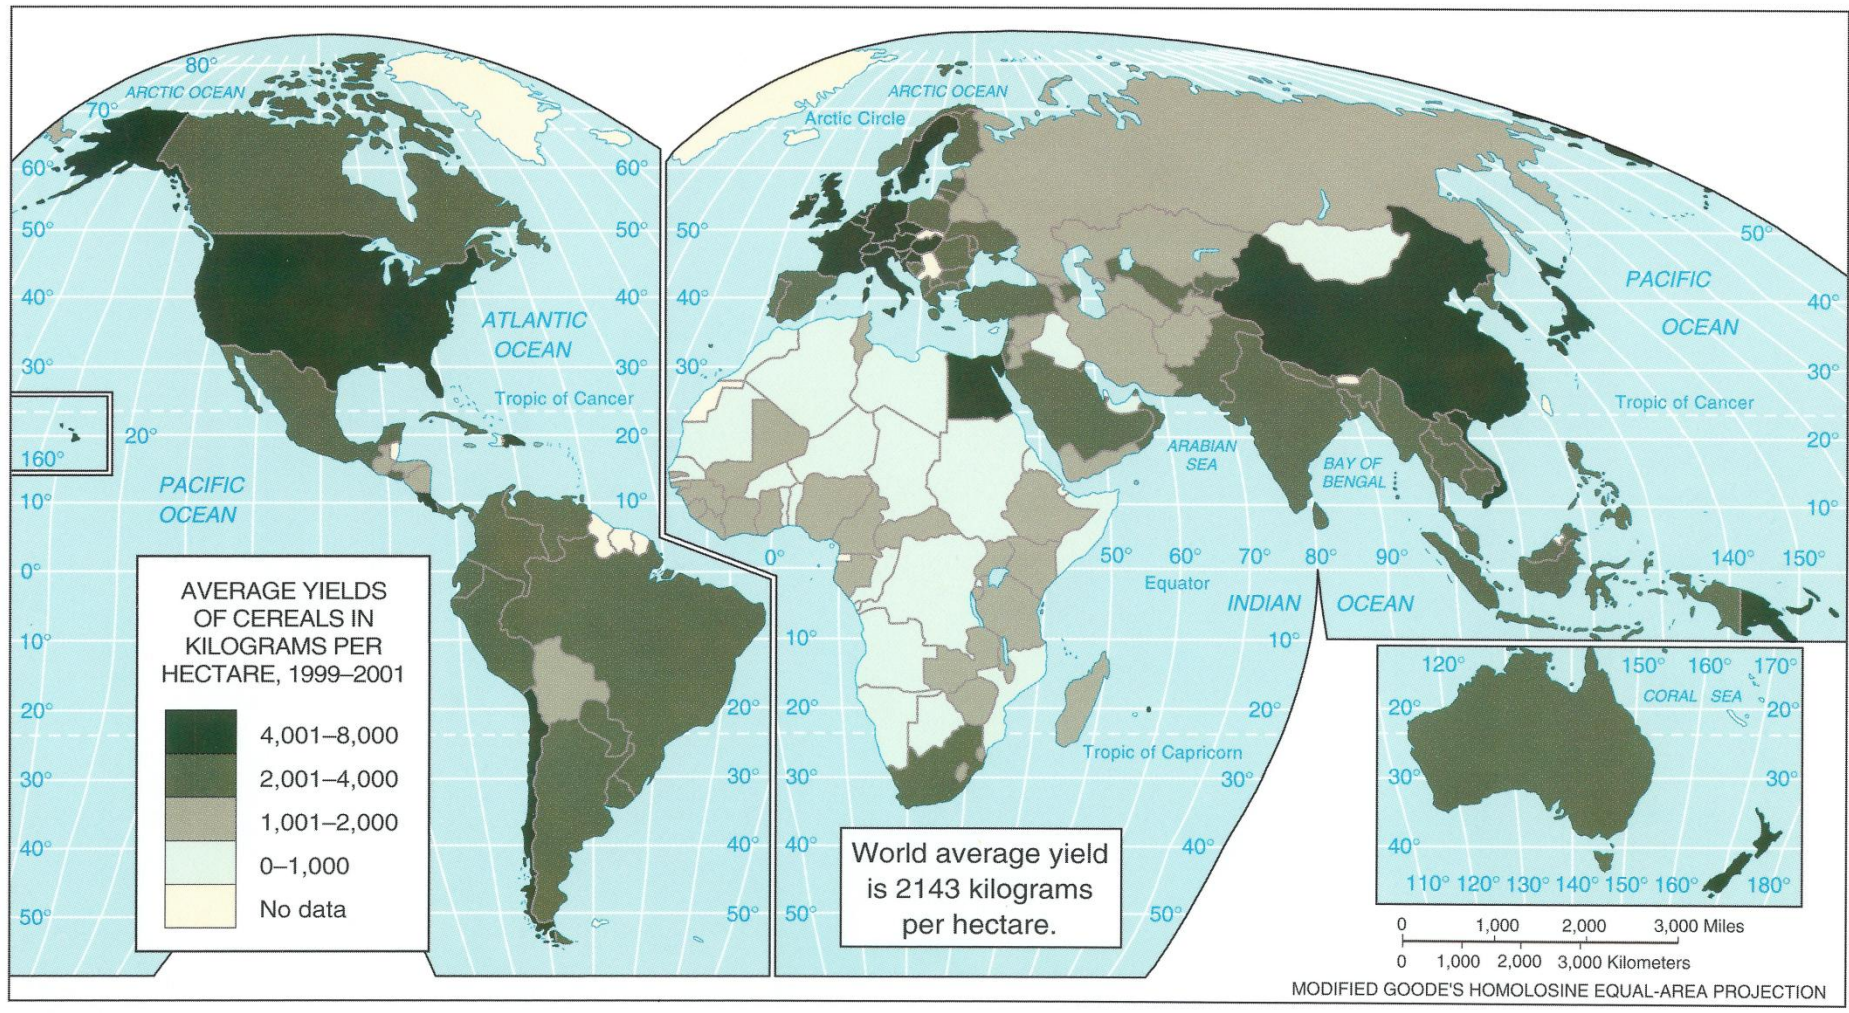 80°
ARCTIC OCEAN
70°
60°
60°
50°
50°
40°
40°
ATLANTIC
OCEAN
30°
30°
Tropic of Cancer
160°
20°
20°
PACIFIC
OCEAN
10°
10°
0°
10°
20°
20°
30°
30°
40°
40°
50°
50°
AVERAGE YIELDS
OF CEREALS IN
KILOGRAMS PER
HECTARE, 1999–2001
4,001–8,000
2,001–4,000
1,001–2,000
0–1,000
No data
ARCTIC OCEAN
Arctic Circle
50°
50°
40°
40°
30°
30°
PACIFIC
OCEAN
Tropic of Cancer
20°
10°
ARABIAN
SEA
BAY OF
BENGAL
0°
50°
60°
70°
80°
90°
140°
150°
Equator
INDIAN
OCEAN
10°
10°
20°
20°
Tropic of Capricorn
30°
30°
40°
40°
50°
50°
World average yield
is 2143 kilograms
per hectare.
120°
150°
160°
170°
CORAL SEA
20°
20°
30°
30°
40°
40°
110°
120°
130°
140°
150°
160°
180°
0 1,000 2,000 3,000 Miles
0 1,000 2,000 3,000 Kilometers
MODIFIED GOODE'S HOMOLOSINE EQUAL-AREA PROJECTION